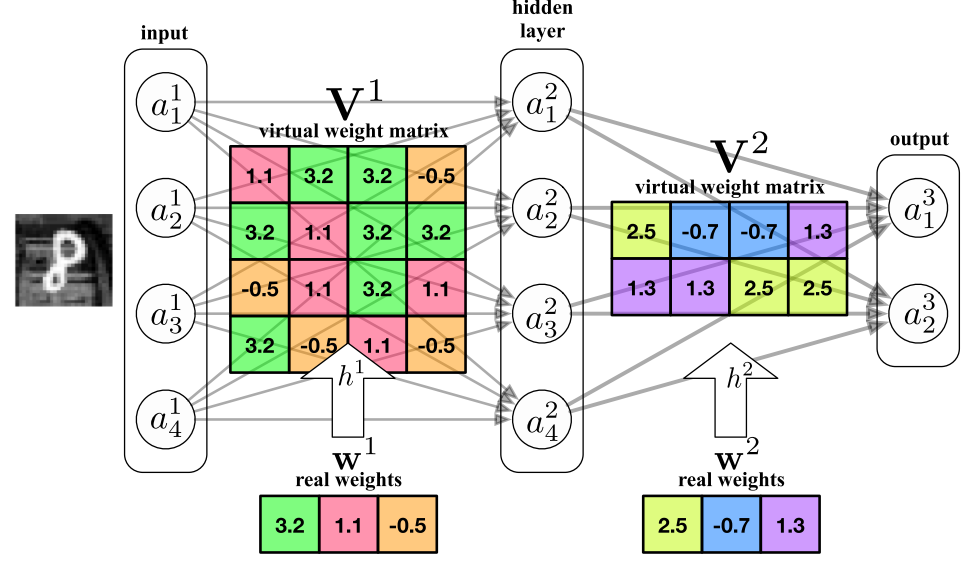 input
hidden
layer
output
a₁¹
a₂¹
a₃¹
a₄¹
V¹
virtual weight matrix
1.1 3.2 3.2 -0.5
3.2 1.1 3.2 3.2
-0.5 1.1 3.2 1.1
3.2 -0.5 1.1 -0.5
h¹
w¹
real weights
3.2 1.1 -0.5
a₁²
a₂²
a₃²
a₄²
V²
virtual weight matrix
2.5 -0.7 -0.7 1.3
1.3 1.3 2.5 2.5
h²
w²
real weights
2.5 -0.7 1.3
a₁³
a₂³
8